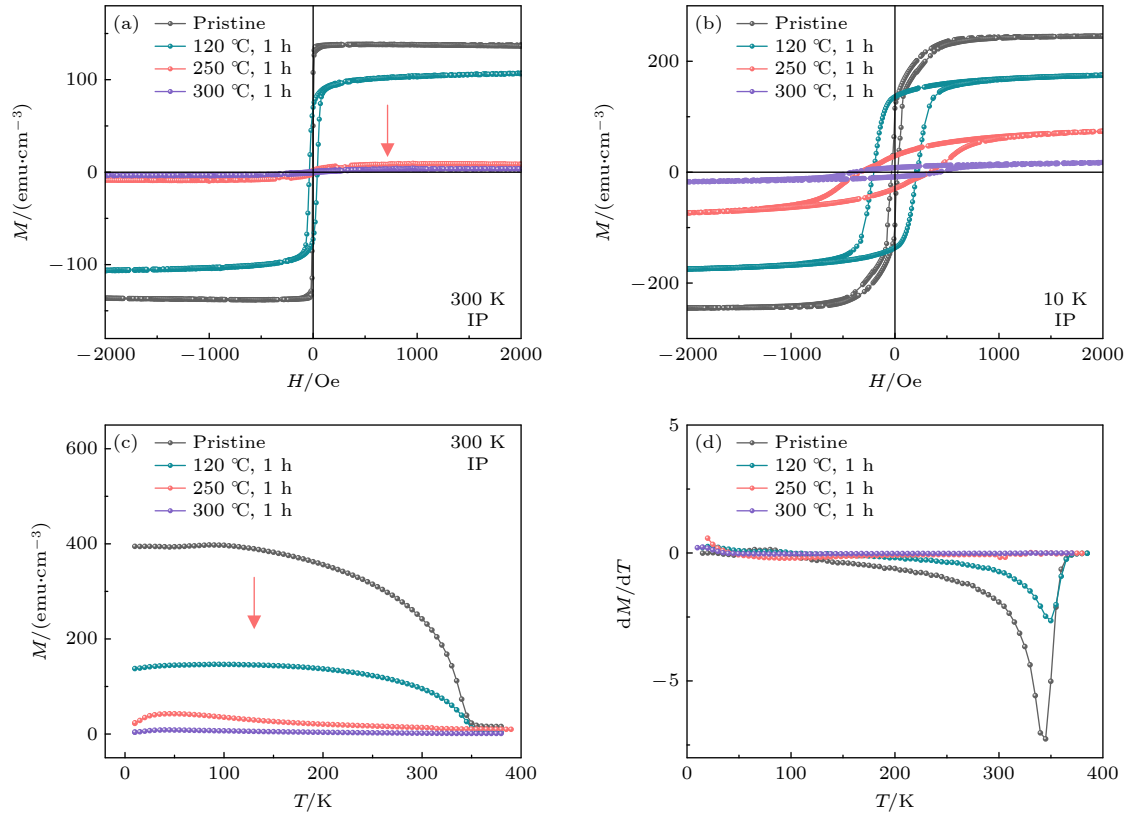 (a)
Pristine
120 ℃, 1 h
250 ℃, 1 h
300 ℃, 1 h
100
0
−100
M/(emu·cm−3)
300 K
IP
−2000
−1000
0
1000
2000
H/Oe
(b)
Pristine
120 ℃, 1 h
250 ℃, 1 h
300 ℃, 1 h
200
0
−200
M/(emu·cm−3)
10 K
IP
−2000
−1000
0
1000
2000
H/Oe
(c)
Pristine
120 ℃, 1 h
250 ℃, 1 h
300 ℃, 1 h
300 K
IP
600
400
200
0
M/(emu·cm−3)
0
100
200
300
400
T/K
(d)
Pristine
120 ℃, 1 h
250 ℃, 1 h
300 ℃, 1 h
5
0
−5
dM/dT
0
100
200
300
400
T/K